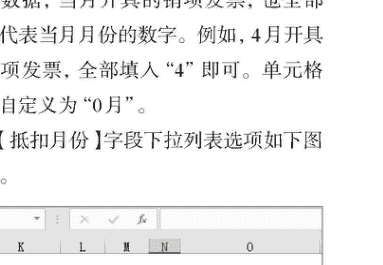 数据，当月开具的销项发票，也全部
代表当月月份的数字。例如，4月开具
项发票，全部填入“4”即可。单元格
自定义为“0月”。
【抵扣月份】字段下拉列表选项如下图
。
fx
K L M N O